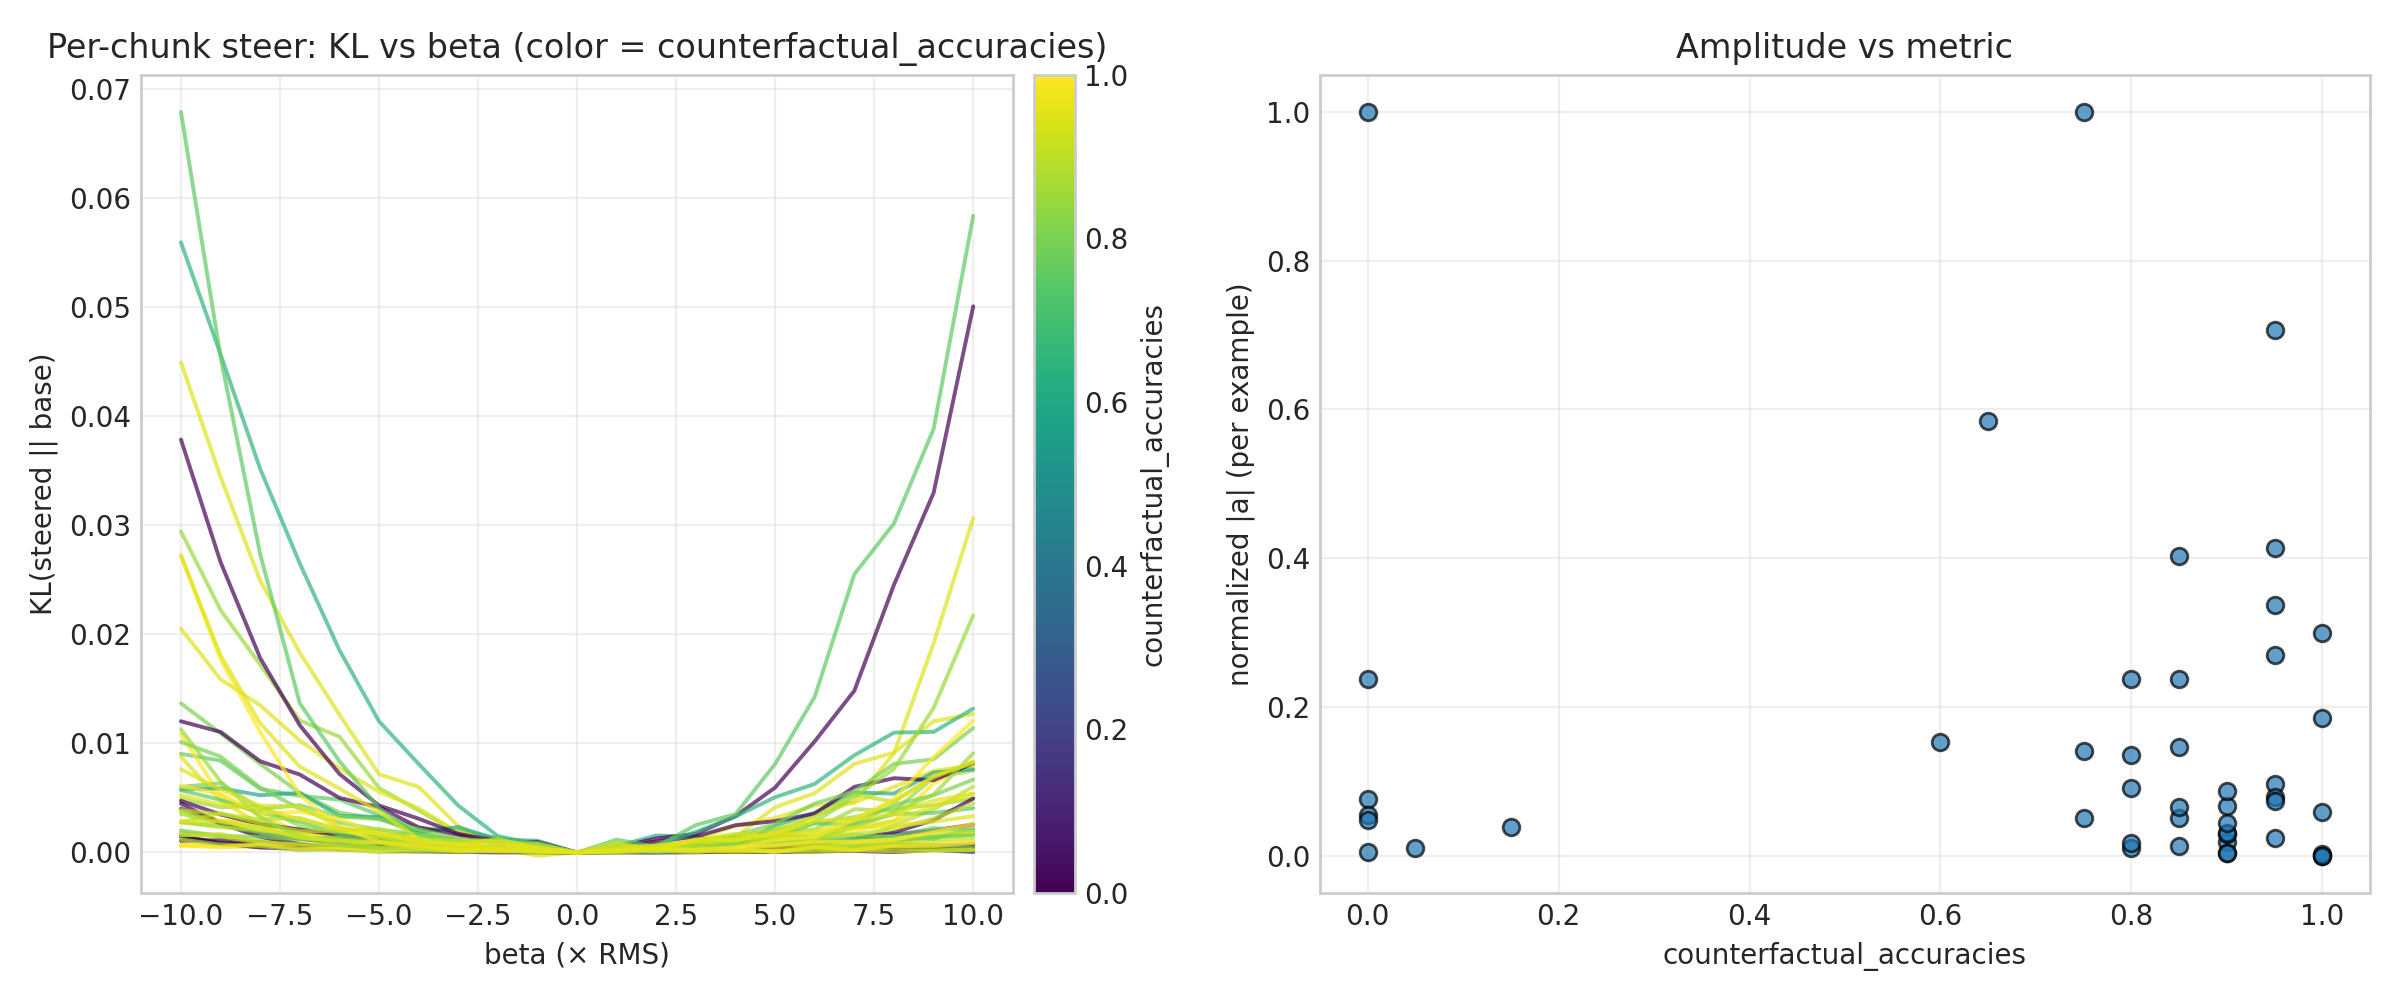 Per-chunk steer: KL vs beta (color = counterfactual_accuracies)
KL(steered || base)
0.07
0.06
0.05
0.04
0.03
0.02
0.01
0.00
−10.0 −7.5 −5.0 −2.5 0.0 2.5 5.0 7.5 10.0
beta (× RMS)
1.0
0.8
0.6
0.4
0.2
0.0
counterfactual_accuracies
Amplitude vs metric
normalized |a| (per example)
1.0
0.8
0.6
0.4
0.2
0.0
0.0 0.2 0.4 0.6 0.8 1.0
counterfactual_accuracies